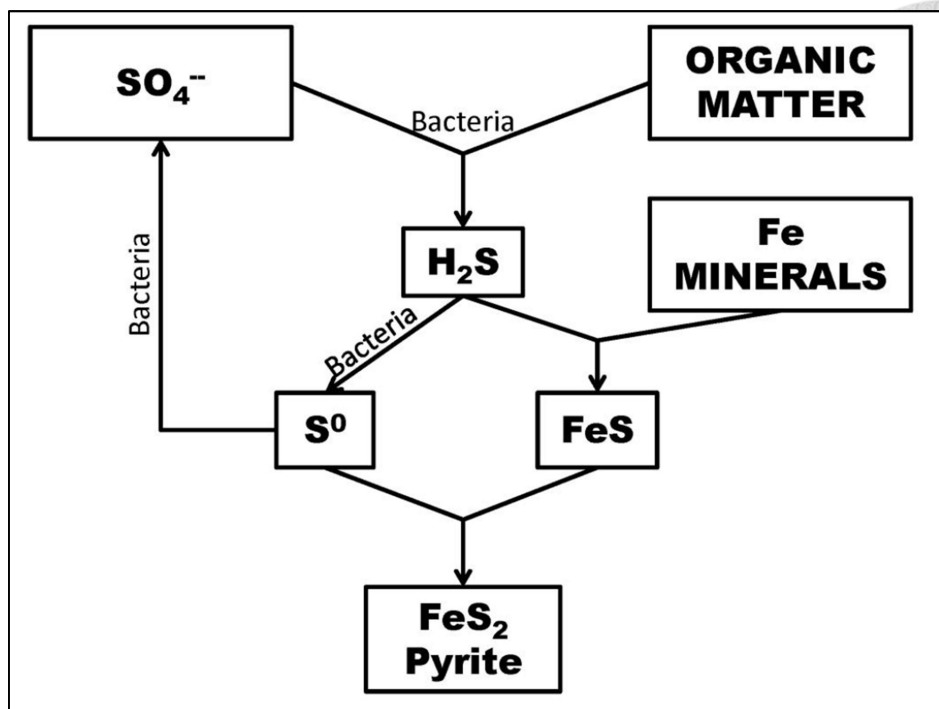 SO₄⁻⁻
ORGANIC
MATTER
Bacteria
H₂S
Fe
MINERALS
Bacteria
Bacteria
S⁰
FeS
FeS₂
Pyrite